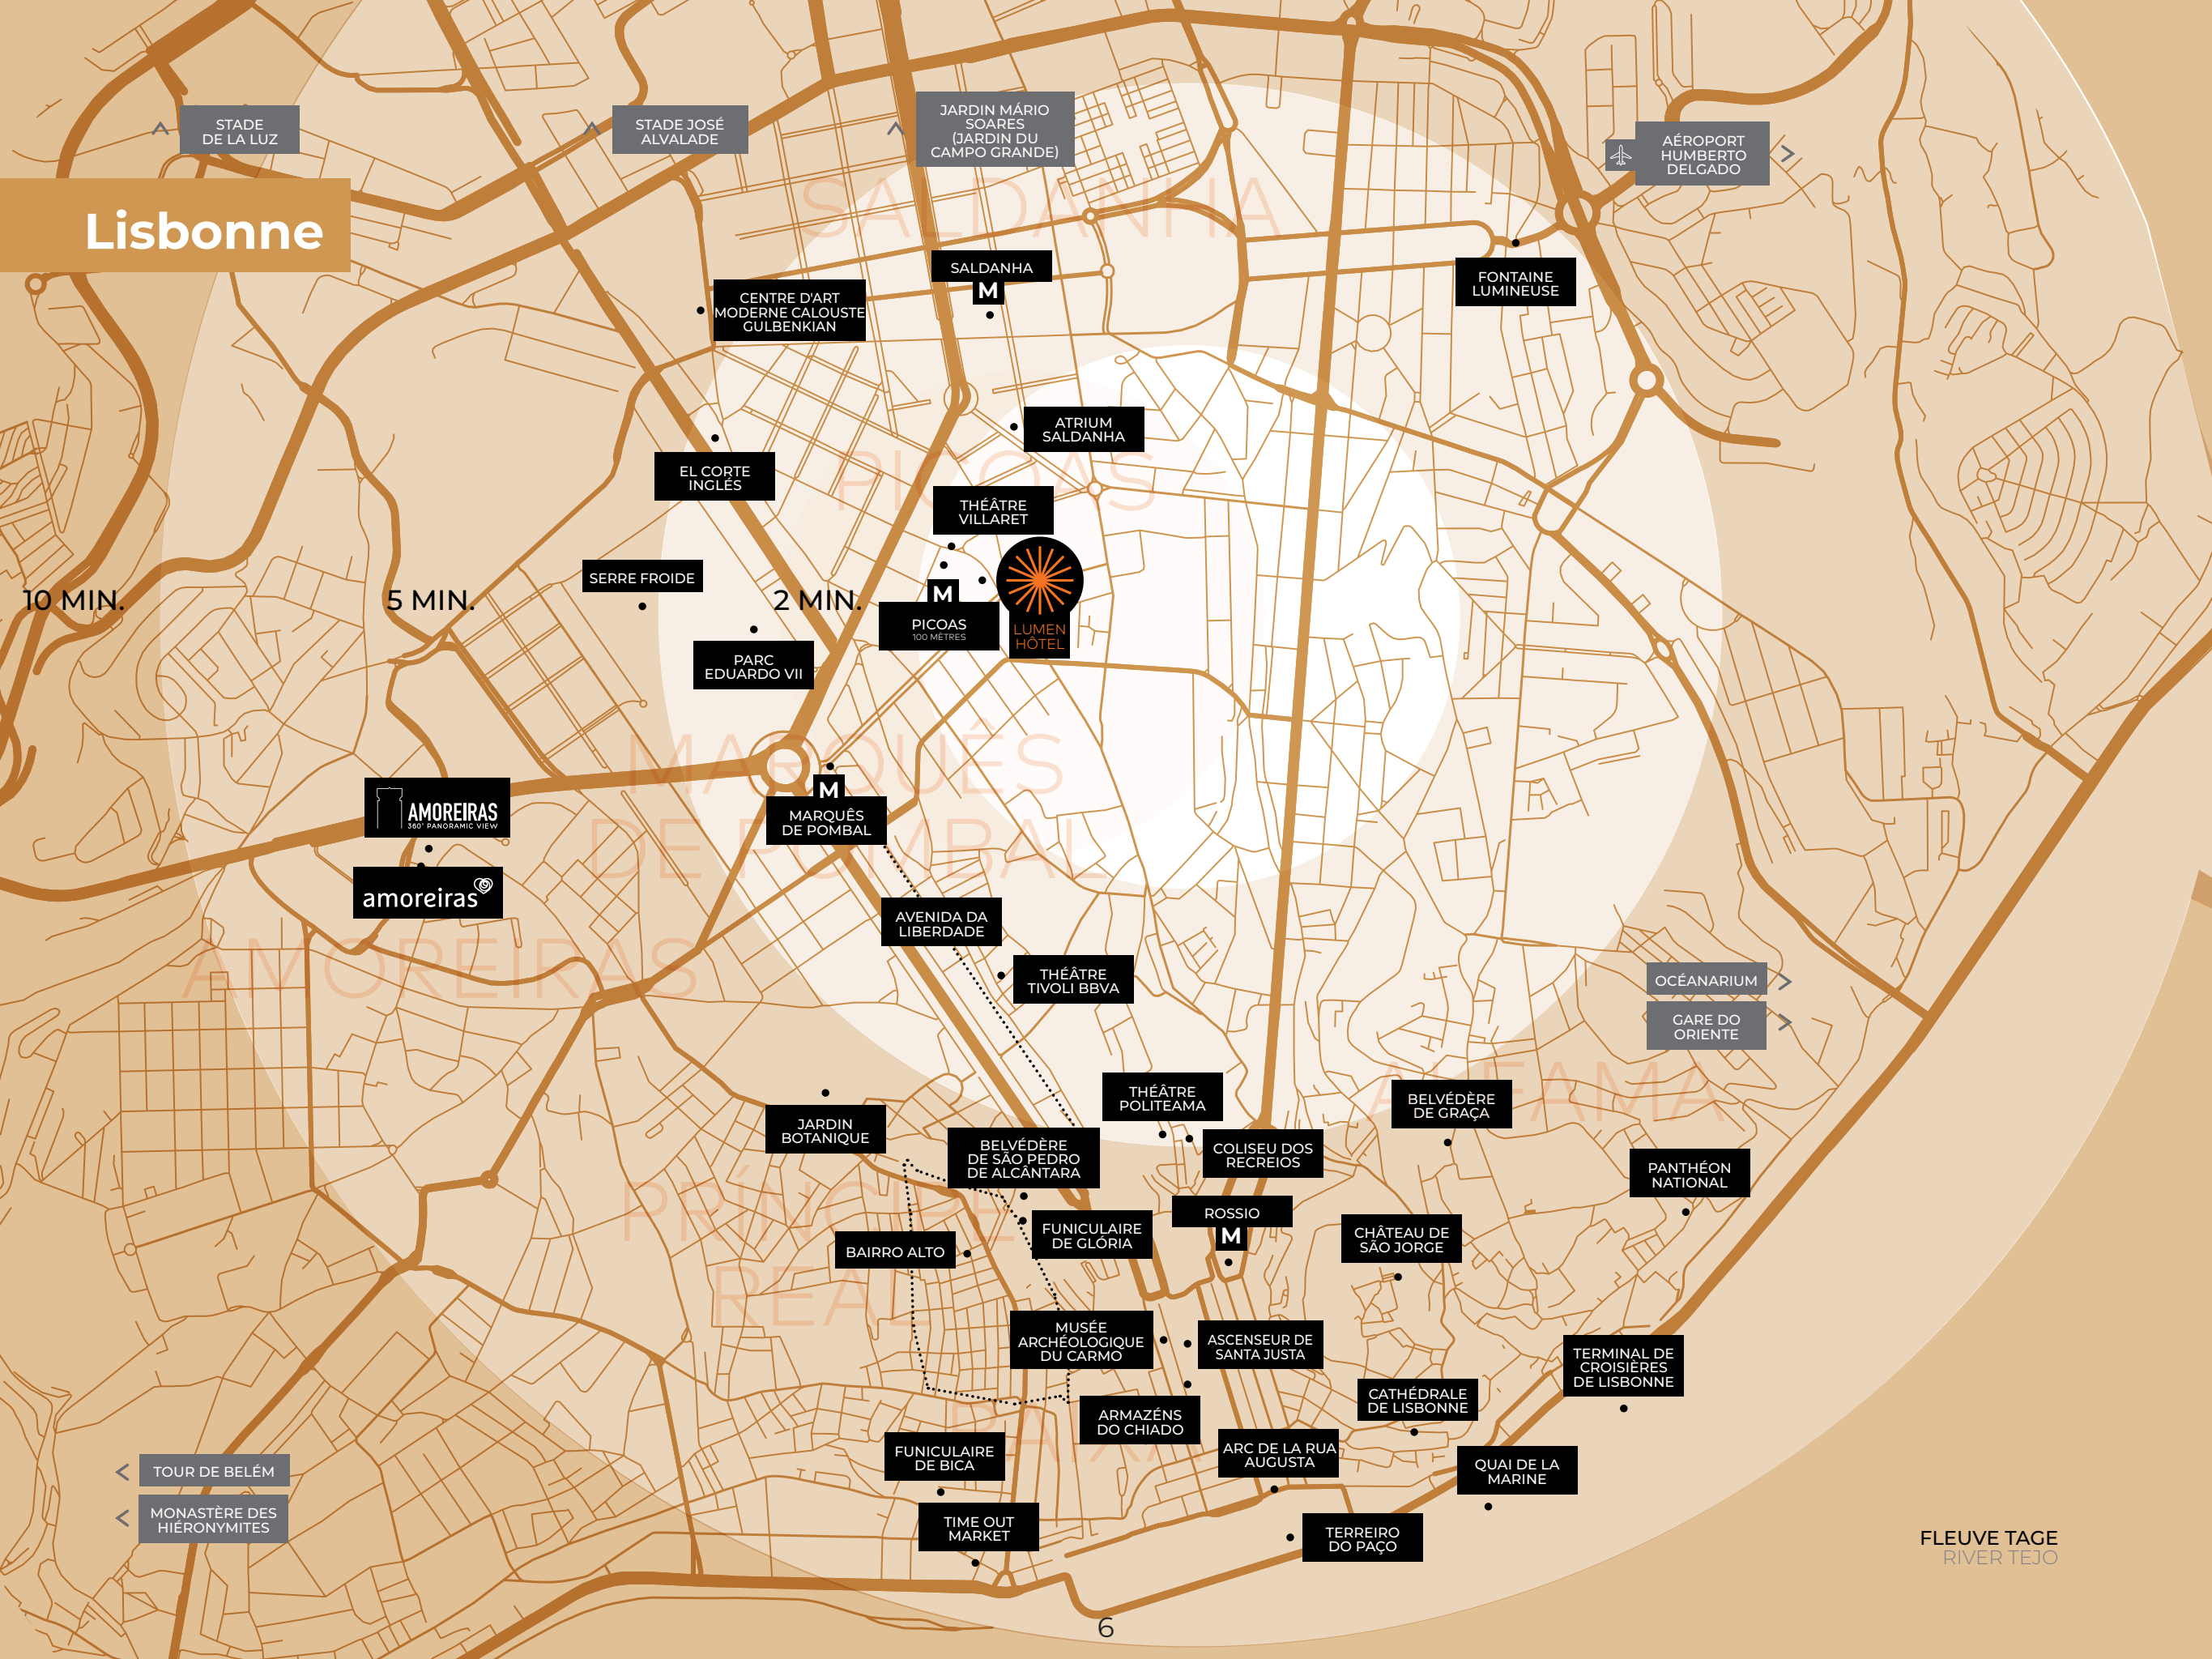 STADE
DE LA LUZ
STADE JOSÉ
ALVALADE
JARDIN MÁRIO
SOARES
(JARDIN DU
CAMPO GRANDE)
AÉROPORT
HUMBERTO
DELGADO
Lisbonne
SALDANHA
SALDANHA
M
FONTAINE
LUMINEUSE
CENTRE D'ART
MODERNE CALOUSTE
GULBENKIAN
ATRIUM
SALDANHA
PICOAS
EL CORTE
INGLÉS
THÉÂTRE
VILLARET
SERRE FROIDE
10 MIN.
5 MIN.
2 MIN.
M
PICOAS
100 MÈTRES
LUMEN
HÔTEL
PARC
EDUARDO VII
MARQUÊS
DE POMBAL
M
MARQUÊS
DE POMBAL
AMOREIRAS
360° PANORAMIC VIEW
amoreiras
AMOREIRAS
AVENIDA DA
LIBERDADE
THÉÂTRE
TIVOLI BBVA
OCÉANARIUM
GARE DO
ORIENTE
ALFAMA
THÉÂTRE
POLITEAMA
BELVÉDÈRE
DE GRAÇA
JARDIN
BOTANIQUE
BELVÉDÈRE
DE SÃO PEDRO
DE ALCÂNTARA
COLISEU DOS
RECREIOS
PANTHÉON
NATIONAL
PRÍNCIPE
REAL
ROSSIO
M
FUNICULAIRE
DE GLÓRIA
BAIRRO ALTO
CHÂTEAU DE
SÃO JORGE
MUSÉE
ARCHÉOLOGIQUE
DU CARMO
ASCENSEUR DE
SANTA JUSTA
TERMINAL DE
CROISIÈRES
DE LISBONNE
CATHÉDRALE
DE LISBONNE
ARMAZÉNS
DO CHIADO
BAIXA
FUNICULAIRE
DE BICA
ARC DE LA RUA
AUGUSTA
QUAI DE LA
MARINE
TOUR DE BELÉM
MONASTÈRE DES
HIÉRONYMITES
TIME OUT
MARKET
TERREIRO
DO PAÇO
FLEUVE TAGE
RIVER TEJO
6